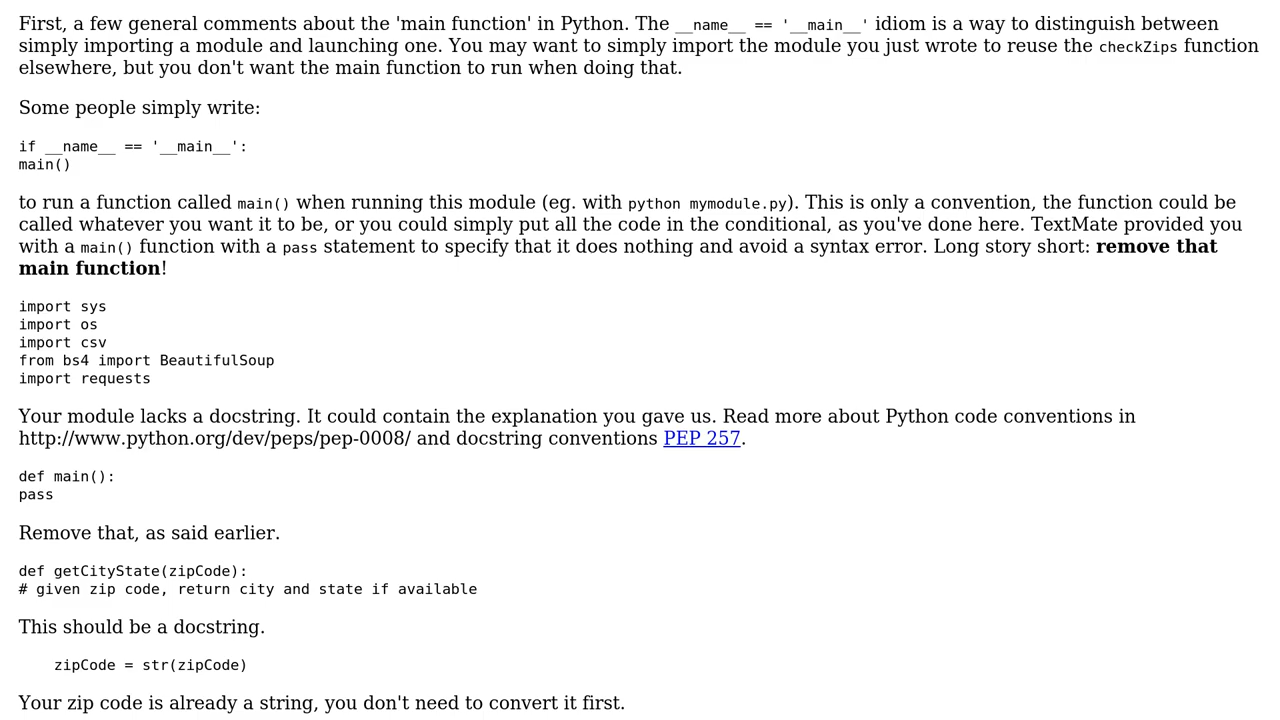 First, a few general comments about the 'main function' in Python. The __name__ == '__main__' idiom is a way to distinguish between
simply importing a module and launching one. You may want to simply import the module you just wrote to reuse the checkZips function
elsewhere, but you don't want the main function to run when doing that.
Some people simply write:
if __name__ == '__main__':
main()
to run a function called main() when running this module (eg. with python mymodule.py). This is only a convention, the function could be
called whatever you want it to be, or you could simply put all the code in the conditional, as you've done here. TextMate provided you
with a main() function with a pass statement to specify that it does nothing and avoid a syntax error. Long story short: remove that
main function!
import sys
import os
import csv
from bs4 import BeautifulSoup
import requests
Your module lacks a docstring. It could contain the explanation you gave us. Read more about Python code conventions in
http://www.python.org/dev/peps/pep-0008/ and docstring conventions PEP 257.
def main():
pass
Remove that, as said earlier.
def getCityState(zipCode):
# given zip code, return city and state if available
This should be a docstring.
    zipCode = str(zipCode)
Your zip code is already a string, you don't need to convert it first.